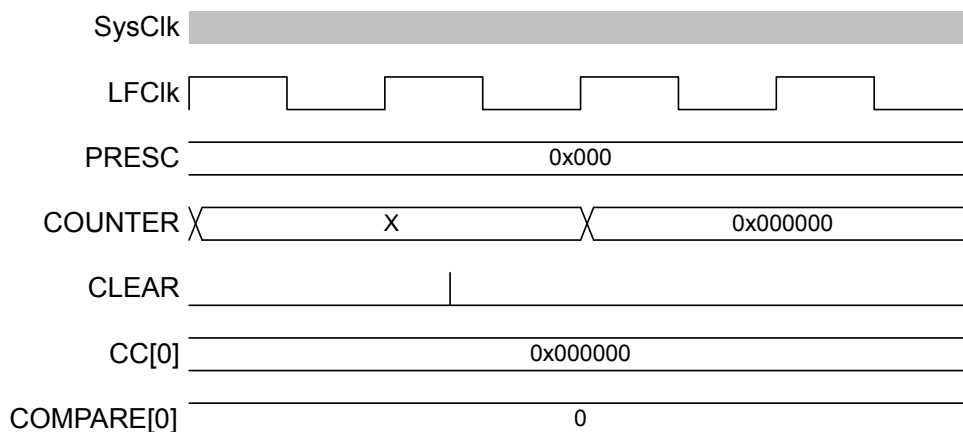 SysClk
LFClk
PRESC 0x000
COUNTER X 0x000000
CLEAR
CC[0] 0x000000
COMPARE[0] 0